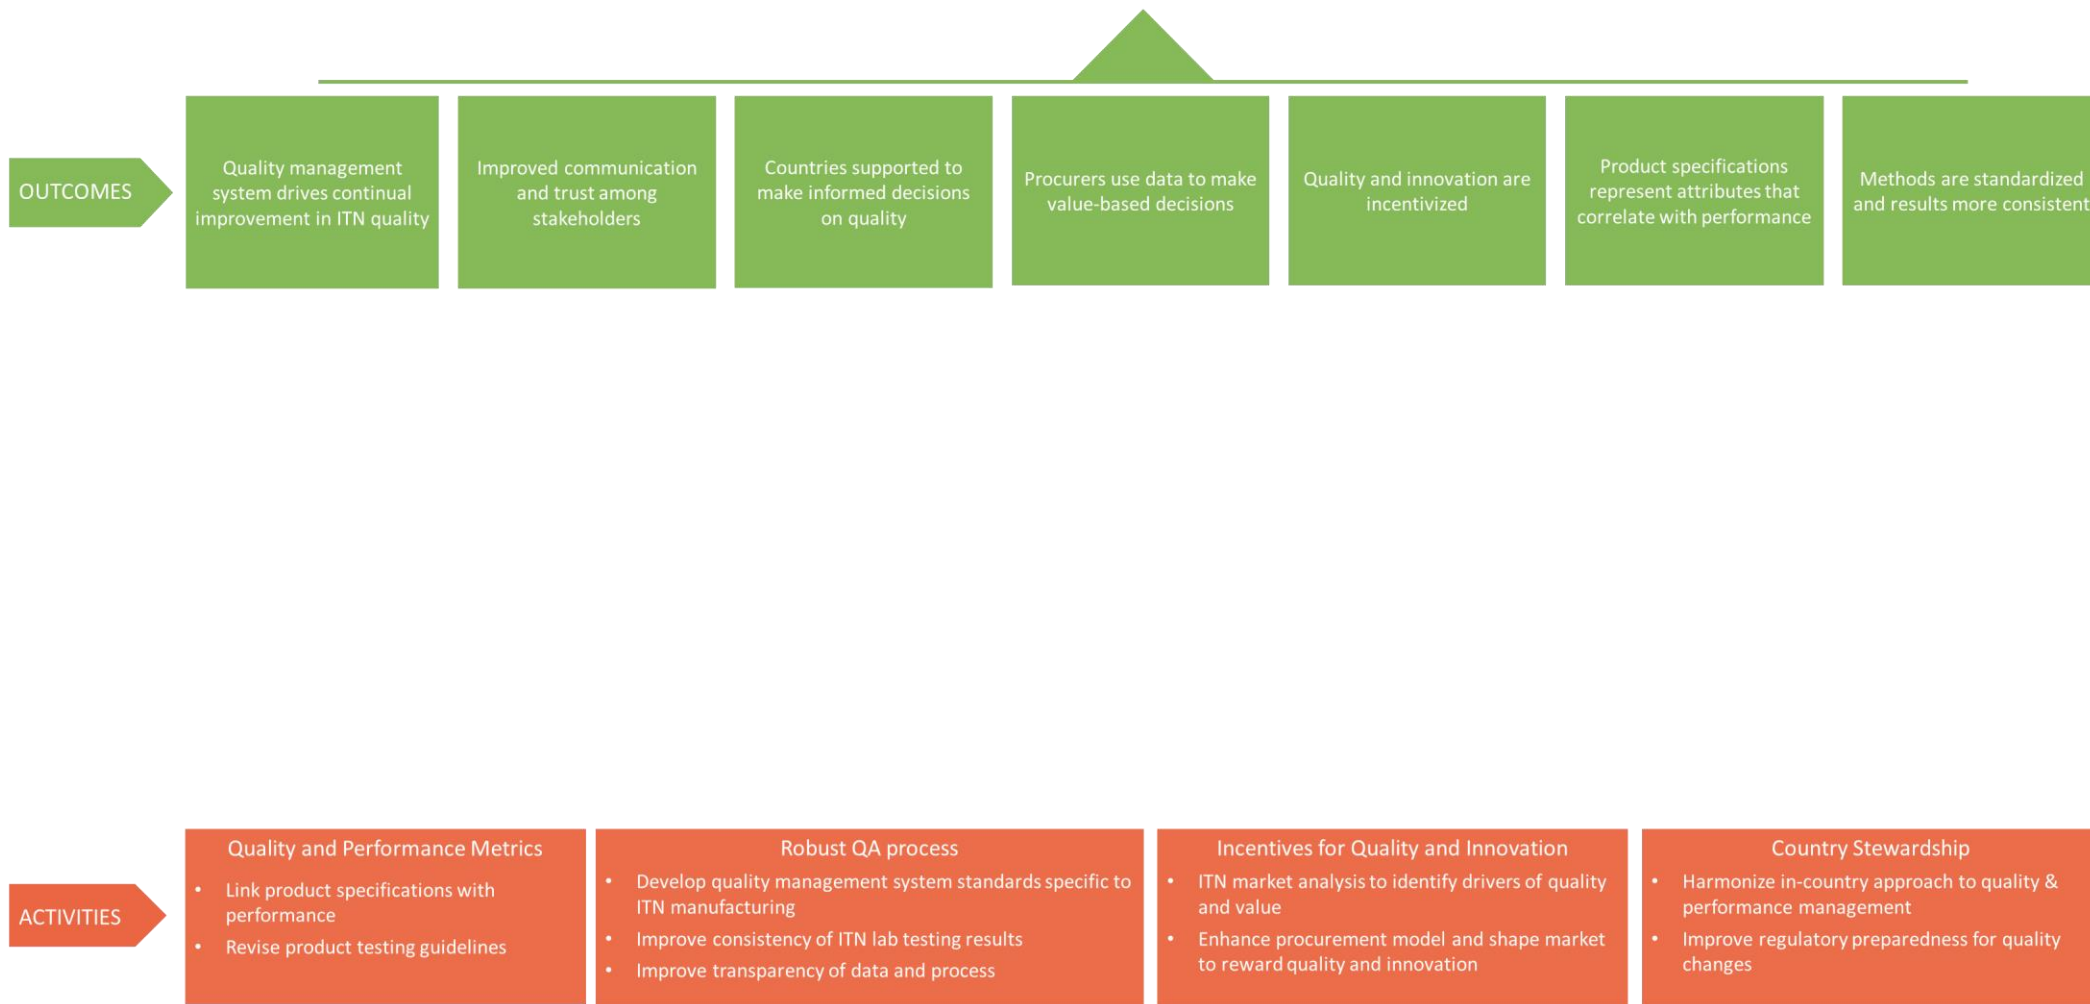 OUTCOMES
Quality management
system drives continual
improvement in ITN quality
Improved communication
and trust among
stakeholders
Countries supported to
make informed decisions
on quality
Procurers use data to make
value-based decisions
Quality and innovation are
incentivized
Product specifications
represent attributes that
correlate with performance
Methods are standardized
and results more consistent
ACTIVITIES
Quality and Performance Metrics
• Link product specifications with
performance
• Revise product testing guidelines
Robust QA process
• Develop quality management system standards specific to
ITN manufacturing
• Improve consistency of ITN lab testing results
• Improve transparency of data and process
Incentives for Quality and Innovation
• ITN market analysis to identify drivers of quality
and value
• Enhance procurement model and shape market
to reward quality and innovation
Country Stewardship
• Harmonize in-country approach to quality &
performance management
• Improve regulatory preparedness for quality
changes